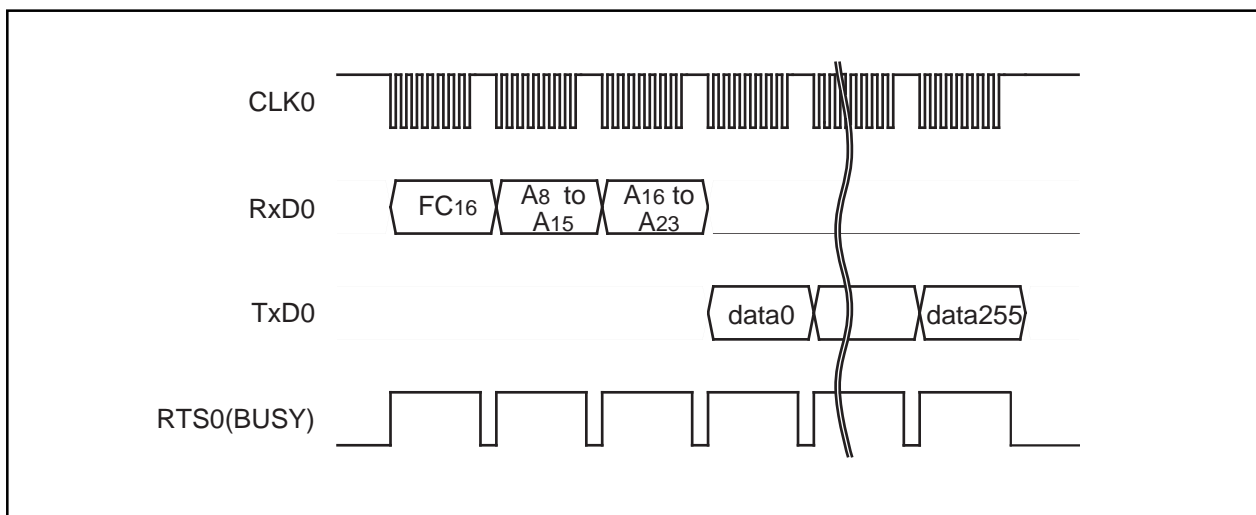 CLK0
RxD0
FC16
A8 to
A15
A16 to
A23
TxD0
data0
data255
RTS0(BUSY)